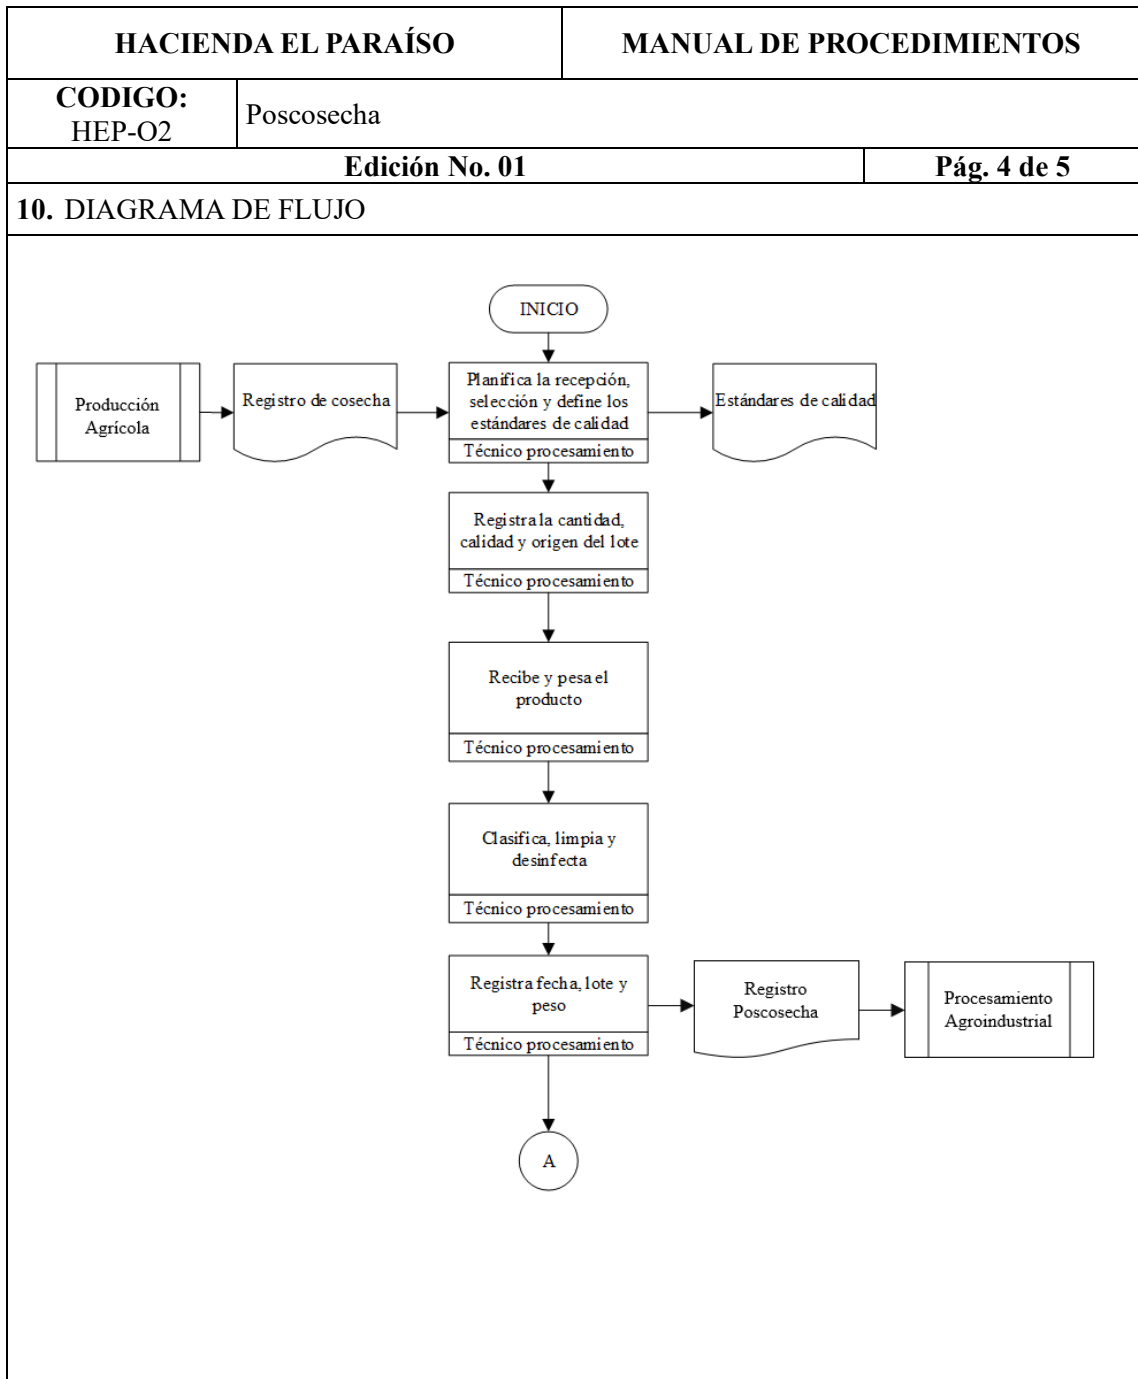 HACIENDA EL PARAÍSO
MANUAL DE PROCEDIMIENTOS
CODIGO:
HEP-O2
Poscosecha
Edición No. 01
Pág. 4 de 5
10. DIAGRAMA DE FLUJO
INICIO
Producción
Agrícola
Registro de cosecha
Planifica la recepción,
selección y define los
estándares de calidad
Técnico procesamiento
Estándares de calidad
Registra la cantidad,
calidad y origen del lote
Técnico procesamiento
Recibe y pesa el
producto
Técnico procesamiento
Clasifica, limpia y
desinfecta
Técnico procesamiento
Registra fecha, lote y
peso
Técnico procesamiento
Registro
Poscosecha
Procesamiento
Agroindustrial
A